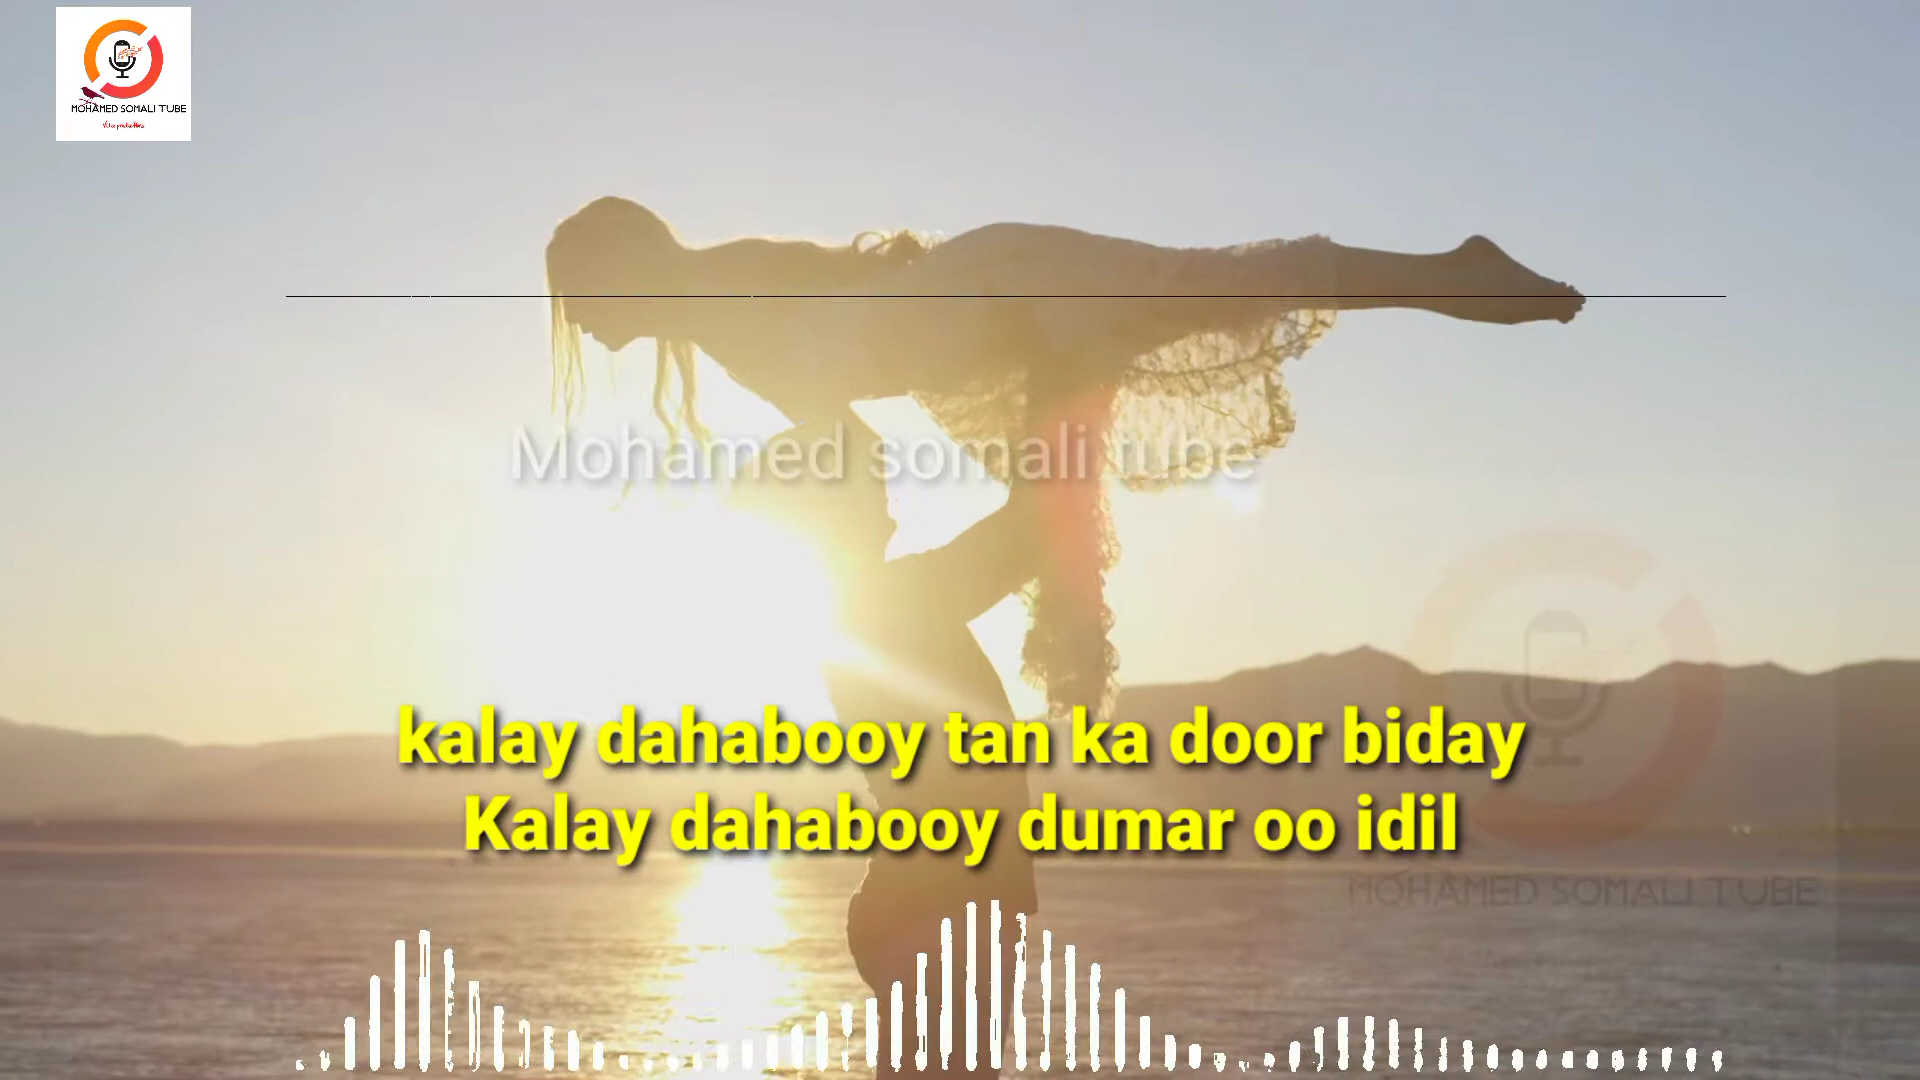 MOHAMED SOMALI TUBE
Mohamed somali tube
kalay dahabooy tan ka door biday
Kalay dahabooy dumar oo idil
MOHAMED SOMALI TUBE